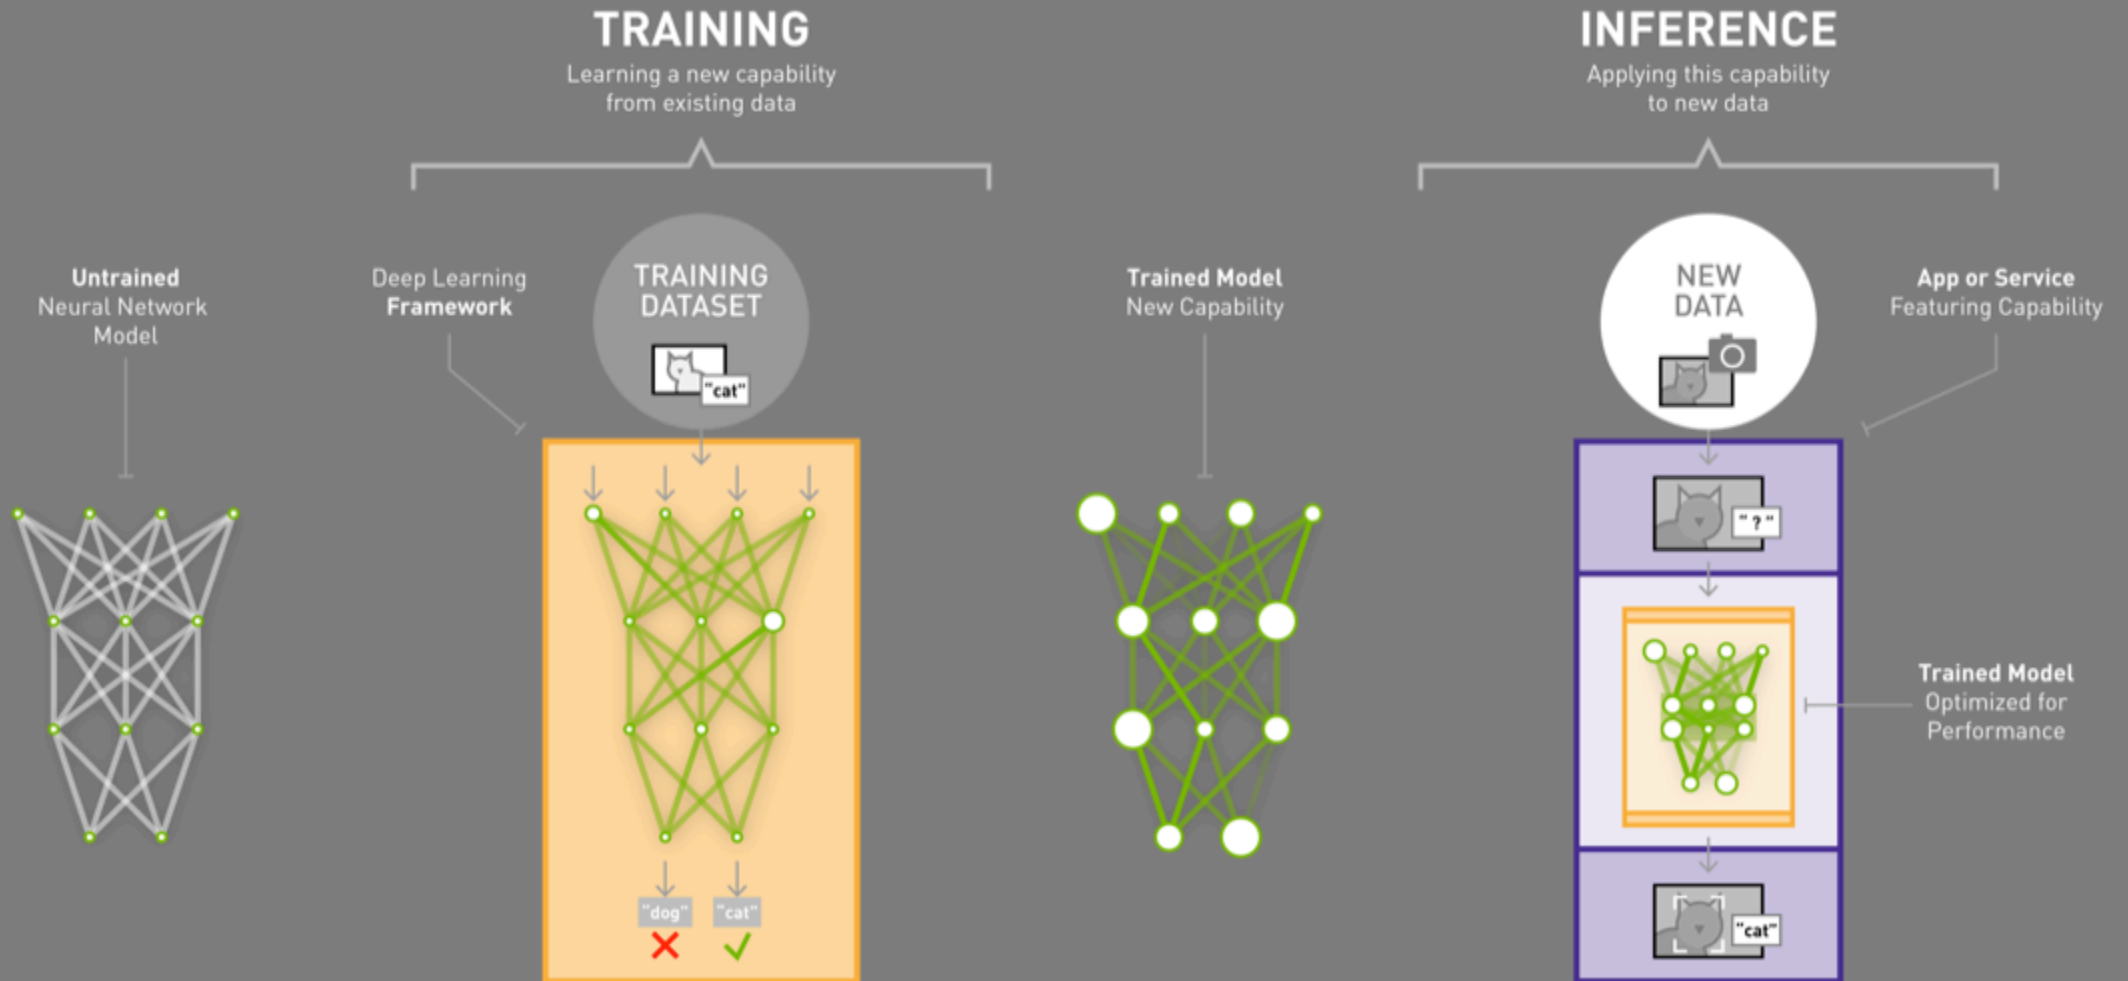 TRAINING
Learning a new capability
from existing data
INFERENCE
Applying this capability
to new data
Untrained
Neural Network
Model
Deep Learning
Framework
TRAINING
DATASET
"cat"
Trained Model
New Capability
NEW
DATA
App or Service
Featuring Capability
"?"
Trained Model
Optimized for
Performance
"dog"
"cat"
"cat"